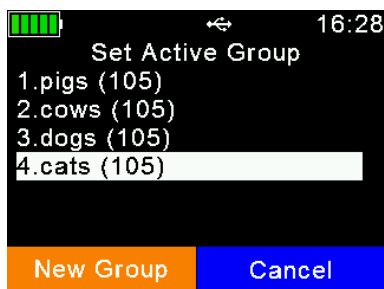 16:28
Set Active Group
1.pigs (105)
2.cows (105)
3.dogs (105)
4.cats (105)
New Group Cancel